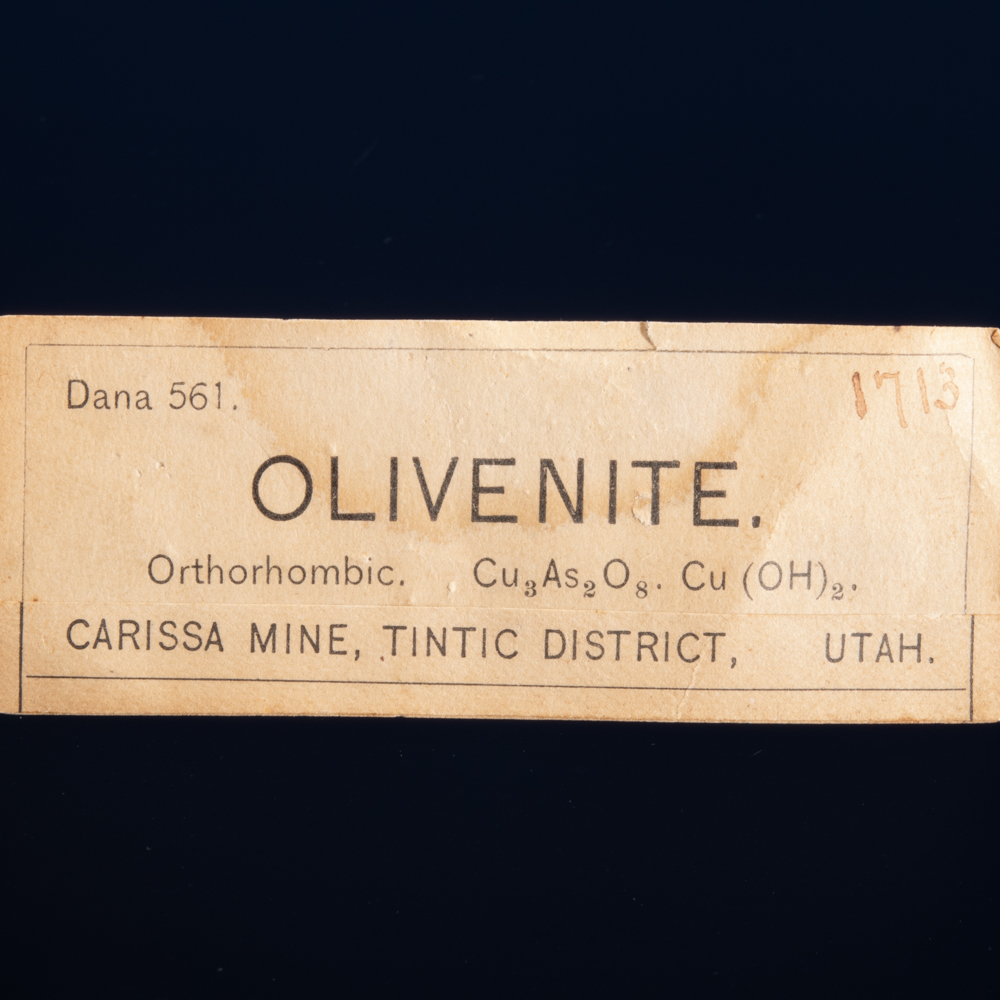 Dana 561. 1713
OLIVENITE.
Orthorhombic. Cu₃As₂O₈. Cu (OH)₂.
CARISSA MINE, TINTIC DISTRICT, UTAH.